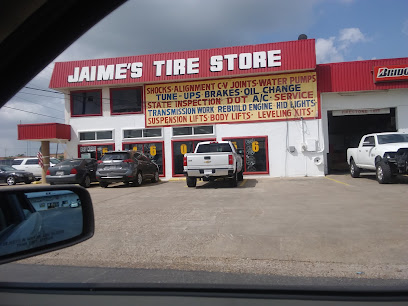 JAIME'S TIRE STORE
SHOCKS-ALIGNMENT CV JOINTS-WATER PUMPS
TUNE-UPS BRAKES OIL CHANGE
STATE INSPECTION DOT A/C-SERVICE
TRANSMISSION WORK REBUILD ENGINE HID LIGHTS
SUSPENSION LIFTS BODY LIFTS- LEVELING KITS